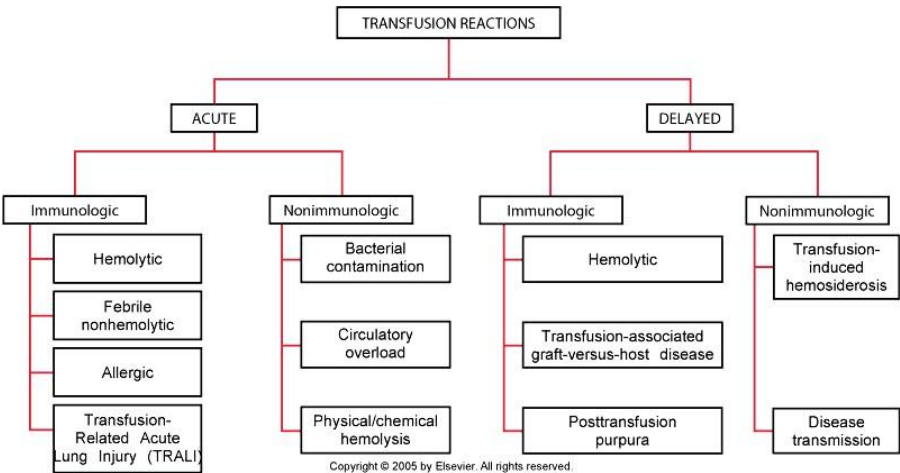 TRANSFUSION REACTIONS
ACUTE
DELAYED
Immunologic
Nonimmunologic
Immunologic
Nonimmunologic
Hemolytic
Febrile
nonhemolytic
Allergic
Transfusion-
Related Acute
Lung Injury (TRALI)
Bacterial
contamination
Circulatory
overload
Physical/chemical
hemolysis
Hemolytic
Transfusion-associated
graft-versus-host disease
Posttransfusion
purpura
Transfusion-
induced
hemosiderosis
Disease
transmission
Copyright © 2005 by Elsevier. All rights reserved.